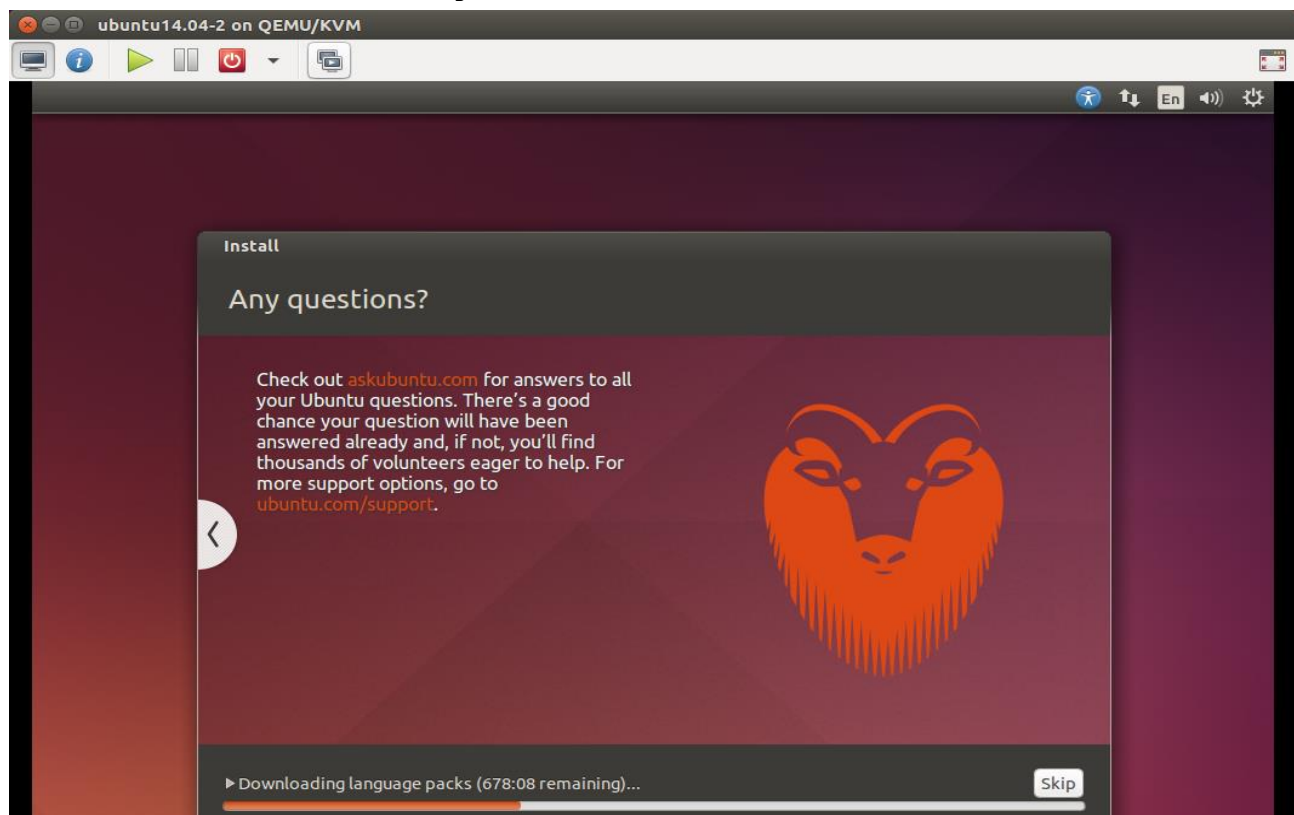 ubuntu14.04-2 on QEMU/KVM
En
Install
Any questions?
Check out askubuntu.com for answers to all
your Ubuntu questions. There’s a good
chance your question will have been
answered already and, if not, you’ll find
thousands of volunteers eager to help. For
more support options, go to
ubuntu.com/support.
Downloading language packs (678:08 remaining)...
Skip